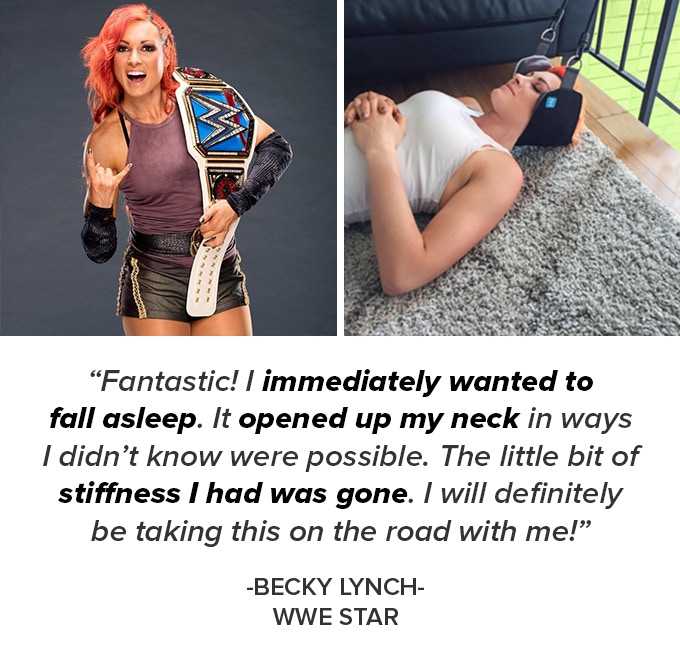 “Fantastic! I immediately wanted to
fall asleep. It opened up my neck in ways
I didn’t know were possible. The little bit of
stiffness I had was gone. I will definitely
be taking this on the road with me!”
-BECKY LYNCH-
WWE STAR